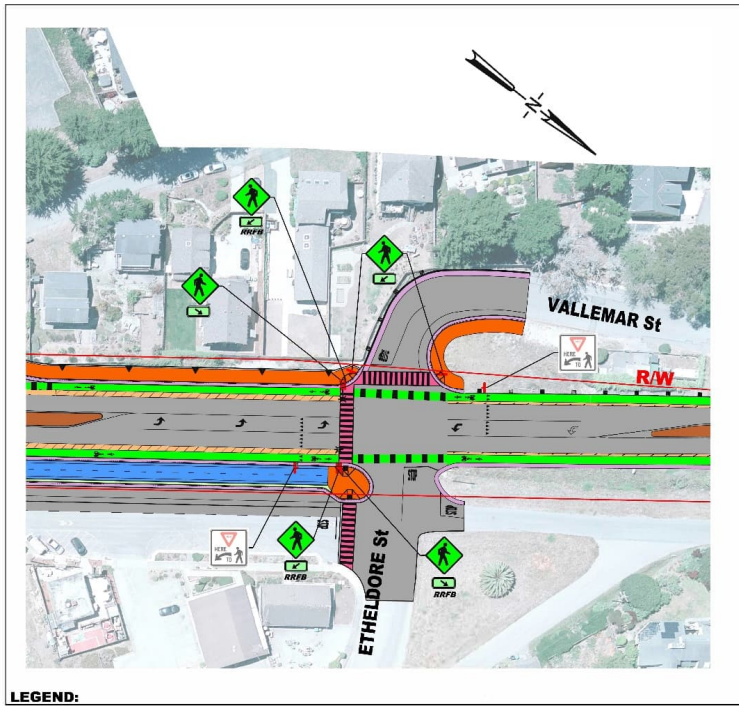 N
RRFB
VALLEMAR St
HERE
TO
R/W
STOP
HERE
TO
RRFB
RRFB
ETHELDORE St
LEGEND: